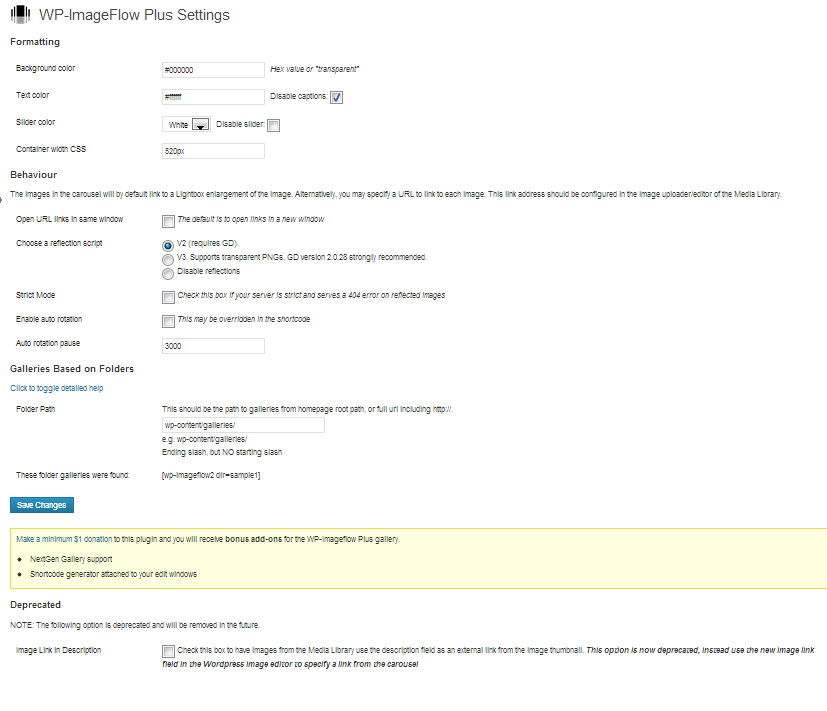 WP-ImageFlow Plus Settings
Formatting
Background color #000000 Hex value or "transparent"
Text color #ffffff Disable captions:
Slider color White Disable slider:
Container width CSS 520px
Behaviour
The images in the carousel will by default link to a Lightbox enlargement of the image. Alternatively, you may specify a URL to link to each image. This link address should be configured in the image uploader/editor of the Media Library.
Open URL links in same window The default is to open links in a new window
Choose a reflection script V2 (requires GD).
V3. Supports transparent PNGs, GD version 2.0.28 strongly recommended.
Disable reflections
Strict Mode Check this box if your server is strict and serves a 404 error on reflected images
Enable auto rotation This may be overridden in the shortcode
Auto rotation pause 3000
Galleries Based on Folders
Click to toggle detailed help
Folder Path This should be the path to galleries from homepage root path, or full url including http://.
wp-content/galleries/
e.g. wp-content/galleries/
Ending slash, but NO starting slash
These folder galleries were found: [wp-imageflow2 dir=sample1]
Save Changes
Make a minimum $1 donation to this plugin and you will receive bonus add-ons for the WP-Imageflow Plus gallery.
• NextGen Gallery support
• Shortcode generator attached to your edit windows
Deprecated
NOTE: The following option is deprecated and will be removed in the future.
Image Link in Description Check this box to have images from the Media Library use the description field as an external link from the image thumbnail. This option is now deprecated, instead use the new image link
field in the Wordpress image editor to specify a link from the carousel